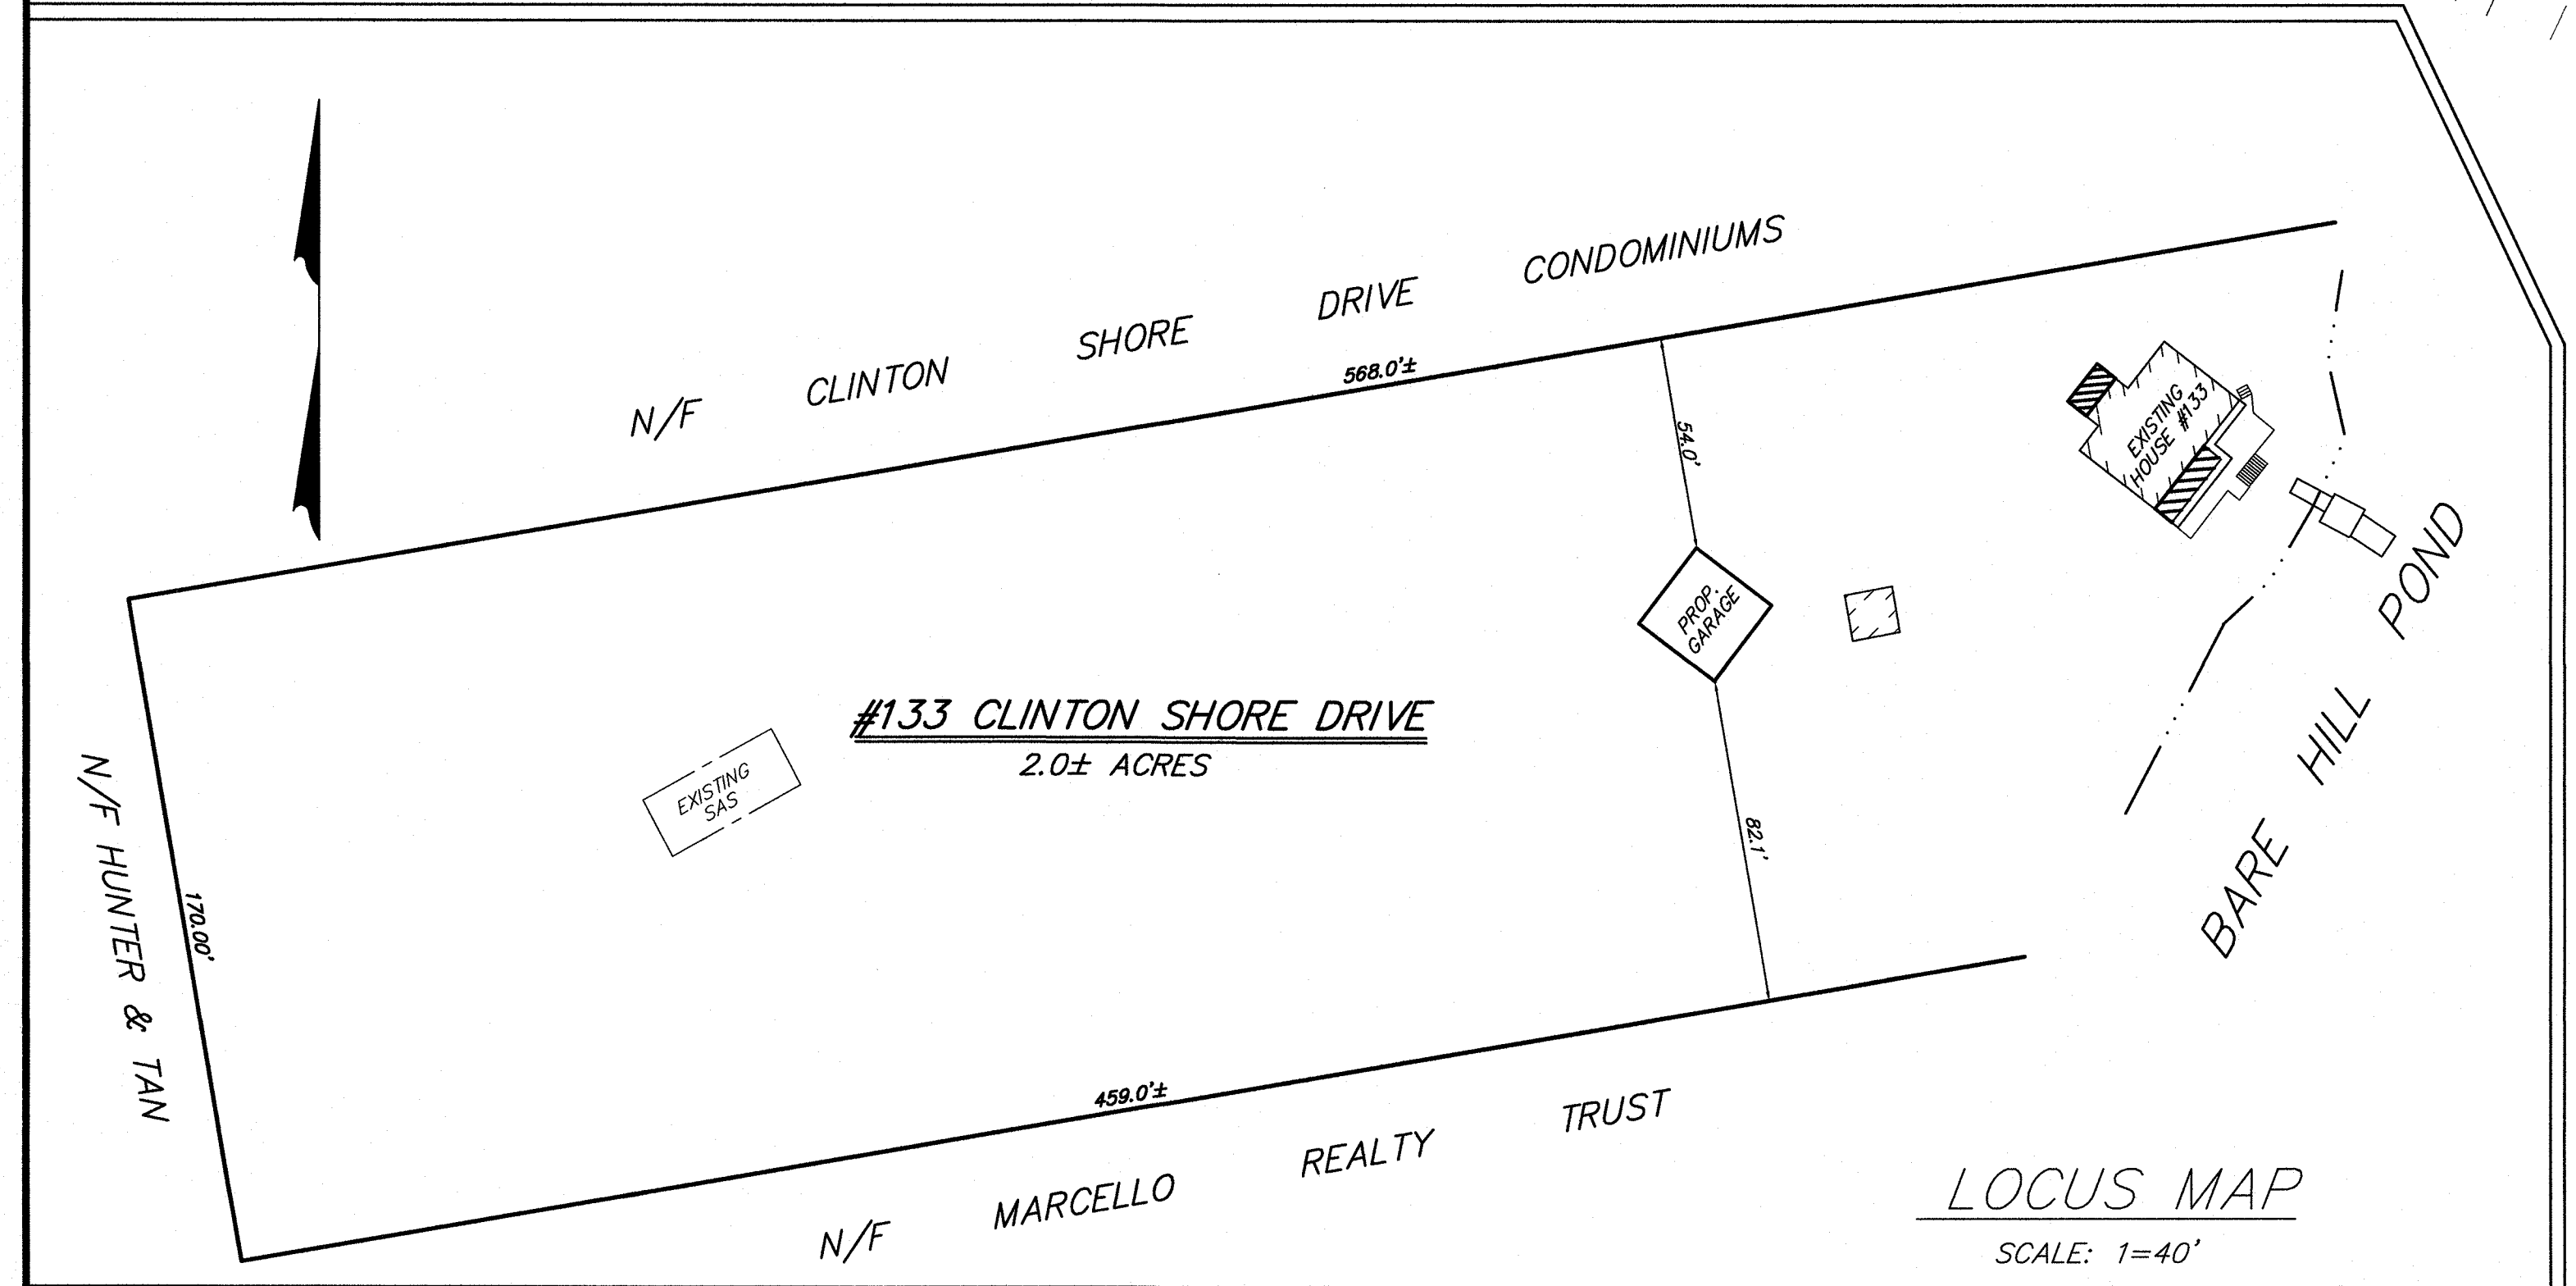 N/F CLINTON SHORE DRIVE CONDOMINIUMS
568.0'±
54.0'
EXISTING
HOUSE #133
PROP.
GARAGE
#133 CLINTON SHORE DRIVE
2.0± ACRES
EXISTING
SAS
N/F HUNTER & TAN
170.00'
82.1'
BARE HILL POND
459.0'±
N/F MARCELLO REALTY TRUST
LOCUS MAP
SCALE: 1=40'